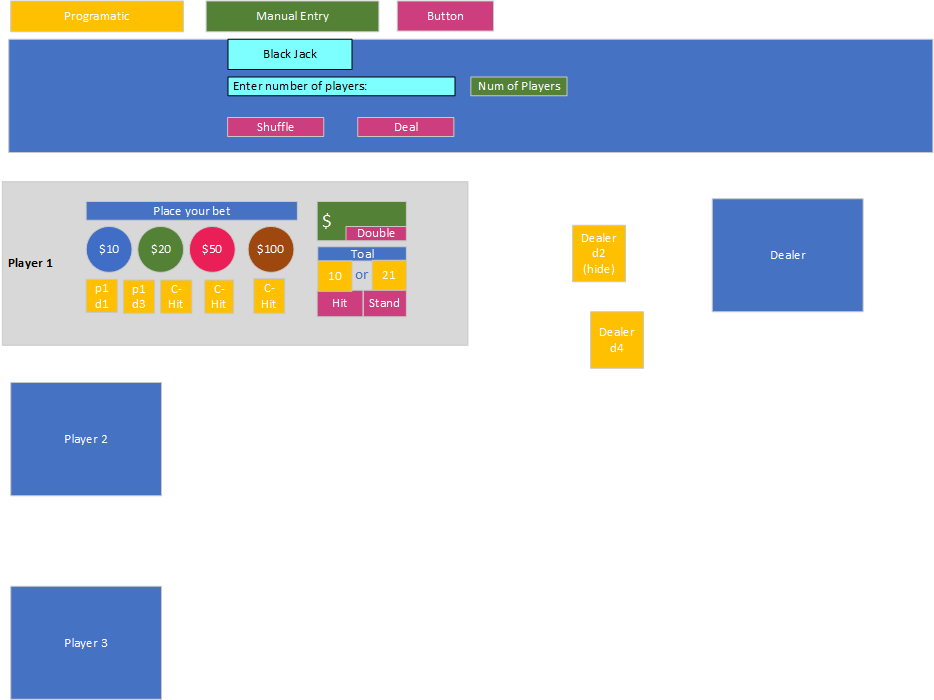 Programatic
Manual Entry
Button
Black Jack
Enter number of players:
Num of Players
Shuffle
Deal
Player 1
Place your bet
$10
$20
$50
$100
p1
d1
p1
d3
C-
Hit
C-
Hit
C-
Hit
$
Double
Toal
10
or
21
Hit
Stand
Dealer
d2
(hide)
Dealer
d4
Dealer
Player 2
Player 3